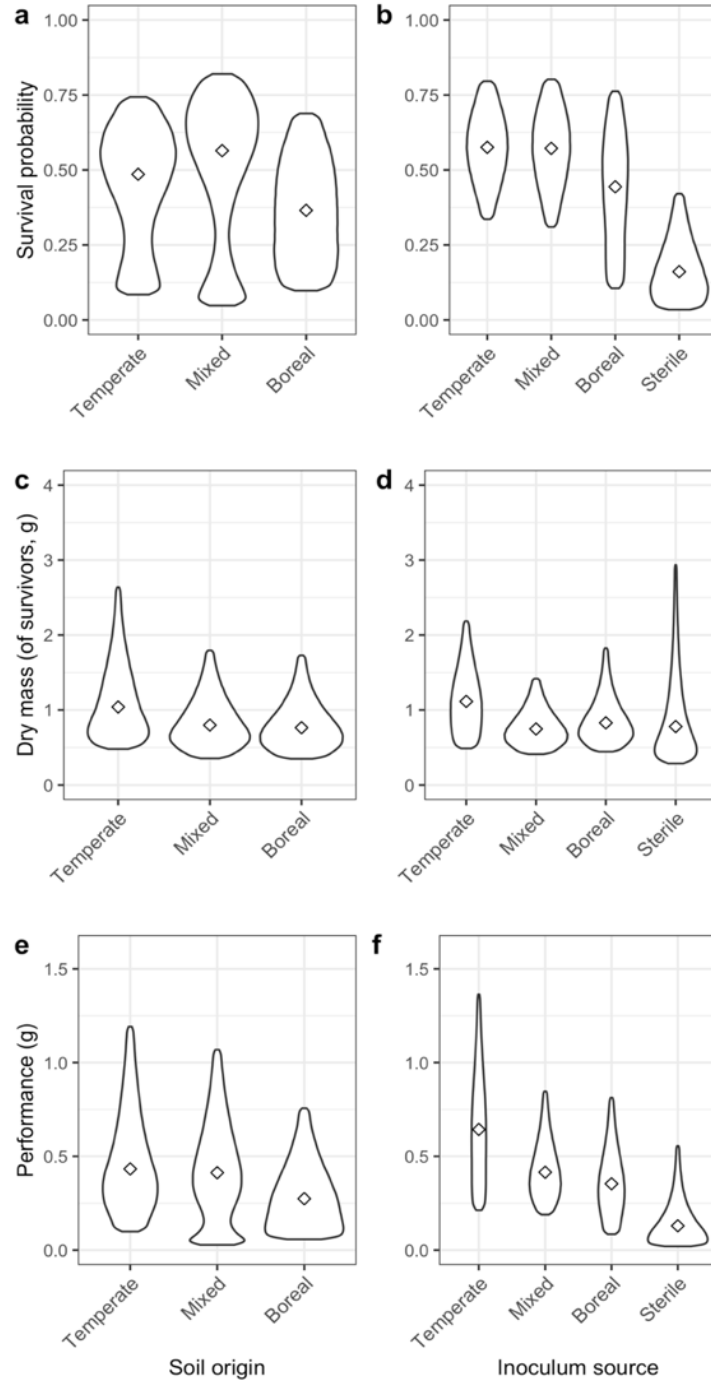 a
b
Survival probability
1.00
0.75
0.50
0.25
0.00
Temperate
Mixed
Boreal
1.00
0.75
0.50
0.25
0.00
Temperate
Mixed
Boreal
Sterile
c
d
Dry mass (of survivors, g)
4
3
2
1
0
Temperate
Mixed
Boreal
4
3
2
1
0
Temperate
Mixed
Boreal
Sterile
e
f
Performance (g)
1.5
1.0
0.5
0.0
Temperate
Mixed
Boreal
Soil origin
1.5
1.0
0.5
0.0
Temperate
Mixed
Boreal
Sterile
Inoculum source